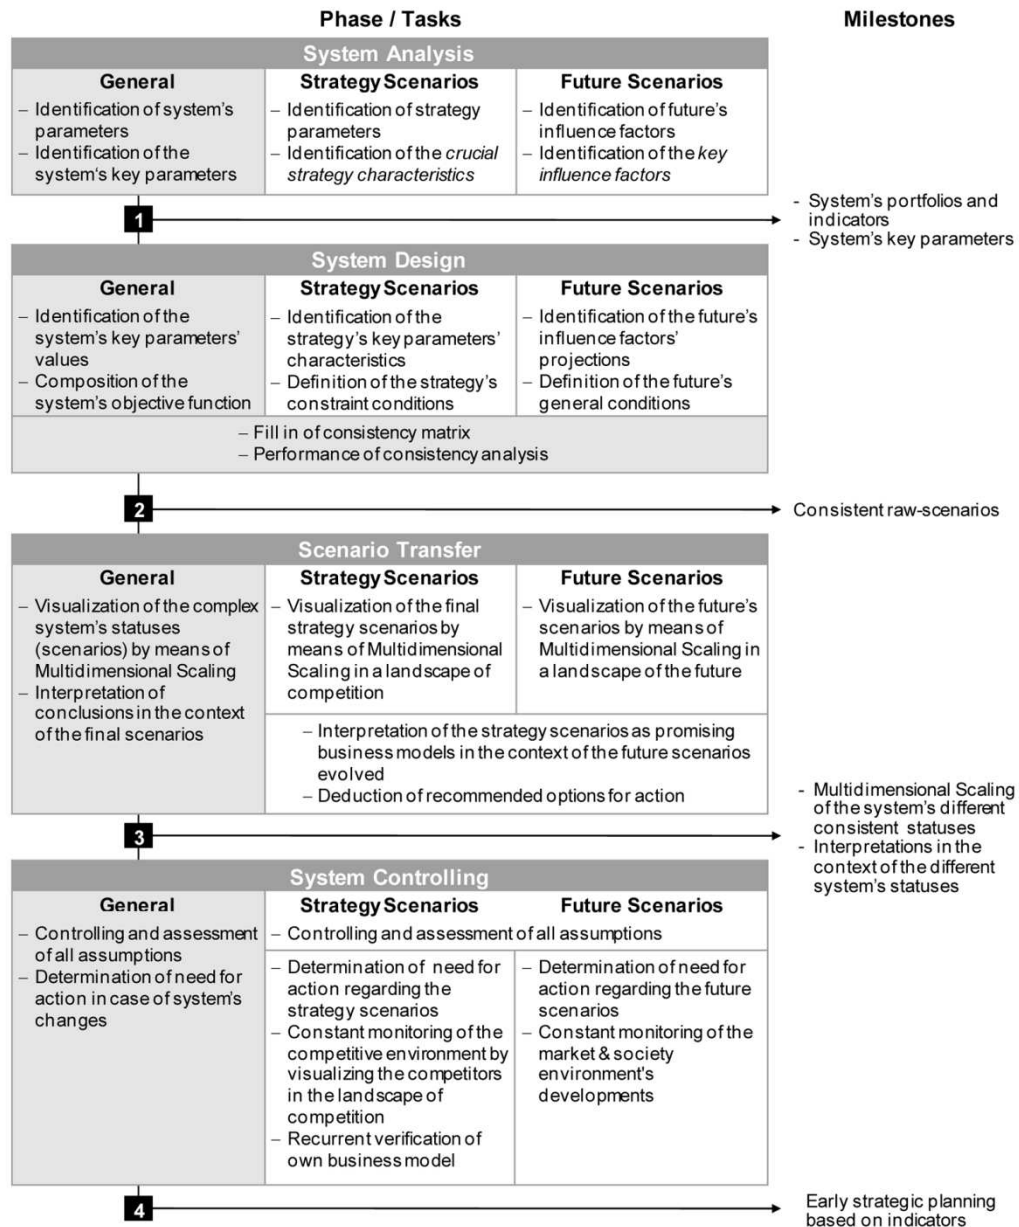 Phase / Tasks
Milestones
System Analysis
General
– Identification of system's
parameters
– Identification of the
system‘s key parameters
Strategy Scenarios
– Identification of strategy
parameters
– Identification of the crucial
strategy characteristics
Future Scenarios
– Identification of future's
influence factors
– Identification of the key
influence factors
1
- System's portfolios and
indicators
- System's key parameters
System Design
General
– Identification of the
system's key parameters'
values
– Composition of the
system's objective function
Strategy Scenarios
– Identification of the
strategy's key parameters'
characteristics
– Definition of the strategy's
constraint conditions
Future Scenarios
– Identification of the future's
influence factors'
projections
– Definition of the future's
general conditions
– Fill in of consistency matrix
– Performance of consistency analysis
2
Consistent raw-scenarios
Scenario Transfer
General
– Visualization of the complex
system's statuses
(scenarios) by means of
Multidimensional Scaling
– Interpretation of
conclusions in the context
of the final scenarios
Strategy Scenarios
– Visualization of the final
strategy scenarios by
means of Multidimensional
Scaling in a landscape of
competition
Future Scenarios
– Visualization of the future's
scenarios by means of
Multidimensional Scaling in
a landscape of the future
– Interpretation of the strategy scenarios as promising
business models in the context of the future scenarios
evolved
– Deduction of recommended options for action
3
- Multidimensional Scaling
of the system's different
consistent statuses
- Interpretations in the
context of the different
system's statuses
System Controlling
General
– Controlling and assessment
of all assumptions
– Determination of need for
action in case of system's
changes
Strategy Scenarios
Future Scenarios
– Controlling and assessment of all assumptions
– Determination of need for
action regarding the
strategy scenarios
– Constant monitoring of the
competitive environment by
visualizing the competitors
in the landscape of
competition
– Recurrent verification of
own business model
– Determination of need for
action regarding the future
scenarios
– Constant monitoring of the
market & society
environment's
developments
4
Early strategic planning
based on indicators